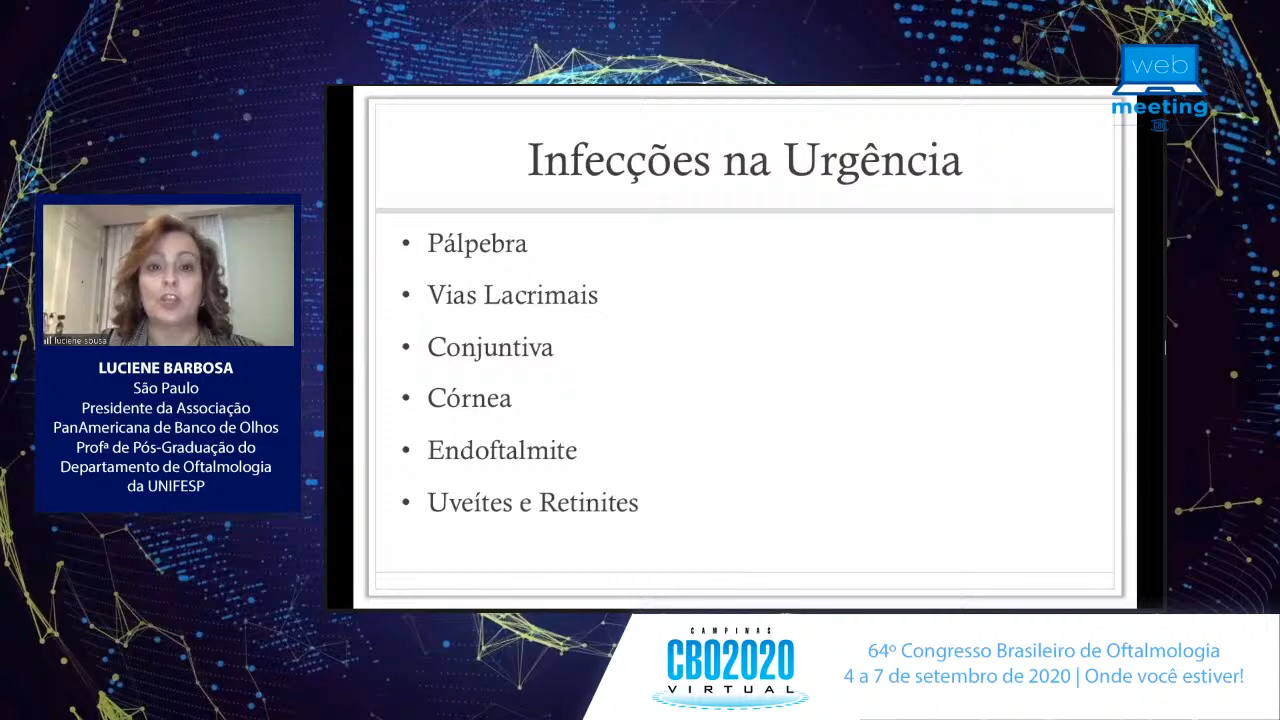 web
meeting
Infecções na Urgência
• Pálpebra
• Vias Lacrimais
• Conjuntiva
• Córnea
• Endoftalmite
• Uveítes e Retinites
luciene sousa
LUCIENE BARBOSA
São Paulo
Presidente da Associação
PanAmericana de Banco de Olhos
Profª de Pós-Graduação do
Departamento de Oftalmologia
da UNIFESP
CAMPINAS
CBO2020
VIRTUAL
64º Congresso Brasileiro de Oftalmologia
4 a 7 de setembro de 2020 | Onde você estiver!